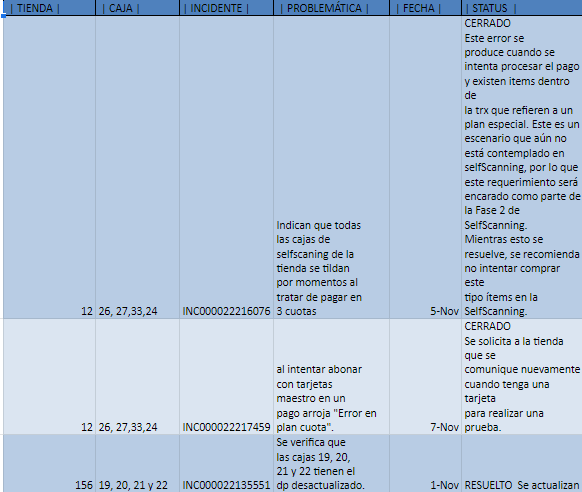 | TIENDA | | CAJA | | INCIDENTE | | PROBLEMÁTICA | | FECHA | | STATUS |
CERRADO
Este error se
produce cuando se
intenta procesar el pago
y existen items dentro
de
la trx que refieren a un
plan especial. Este es un
escenario que aún no
está contemplado en
selfScanning, por lo que
este requerimiento será
encarado como parte de
la Fase 2 de
SelfScanning.
Mientras esto se
resuelve, se recomienda
no intentar comprar
este
tipo ítems en la
SelfScanning.
Indican que todas
las cajas de
selfscaning de la
tienda se tildan
por momentos al
tratar de pagar en
3 cuotas
12 26, 27,33,24 INC000022216076 5-Nov
CERRADO
Se solicita a la tienda
que se
comunique nuevamente
cuando tenga una
tarjeta
para realizar una
prueba.
al intentar abonar
con tarjetas
maestro en un
pago arroja "Error en
plan cuota".
12 26, 27,33,24 INC000022217459 7-Nov
Se verifica que
las cajas 19, 20,
21 y 22 tienen el
dp desactualizado.
156 19, 20, 21 y 22 INC000022135551 1-Nov RESUELTO Se actualizan